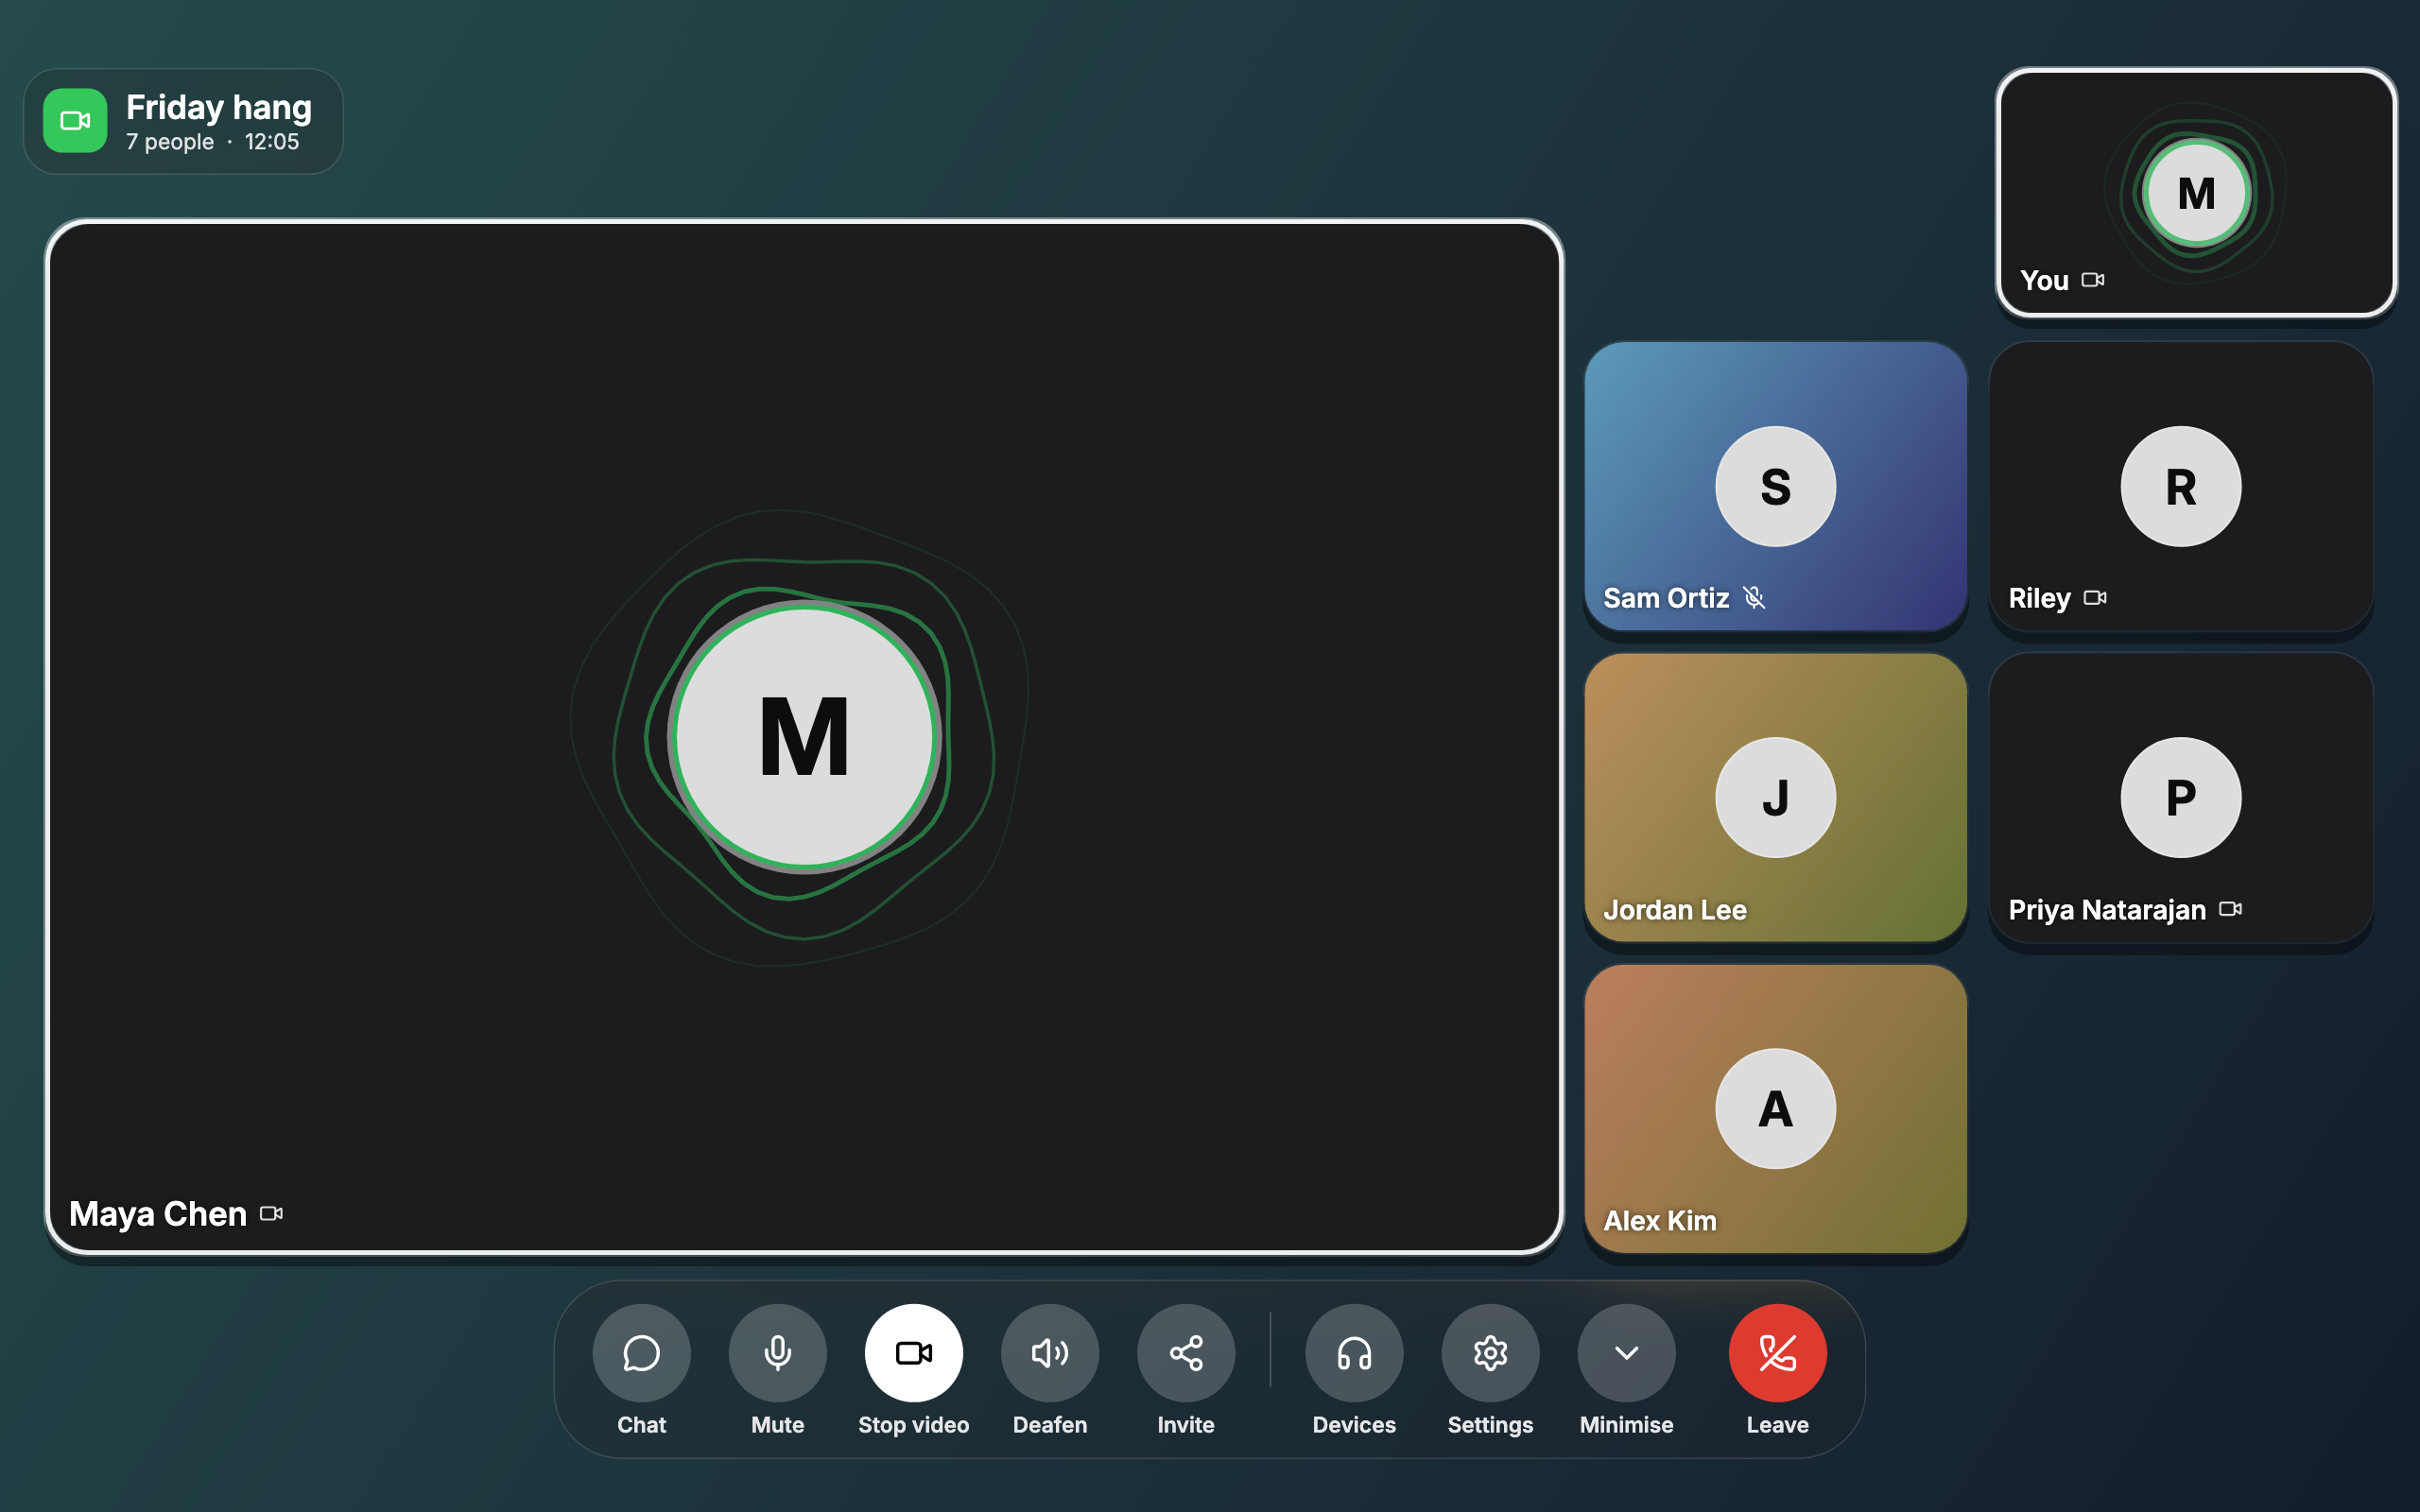 Friday hang
7 people · 12:05
M
You
M
Maya Chen
S
Sam Ortiz
R
Riley
J
Jordan Lee
P
Priya Natarajan
A
Alex Kim
Chat
Mute
Stop video
Deafen
Invite
Devices
Settings
Minimise
Leave